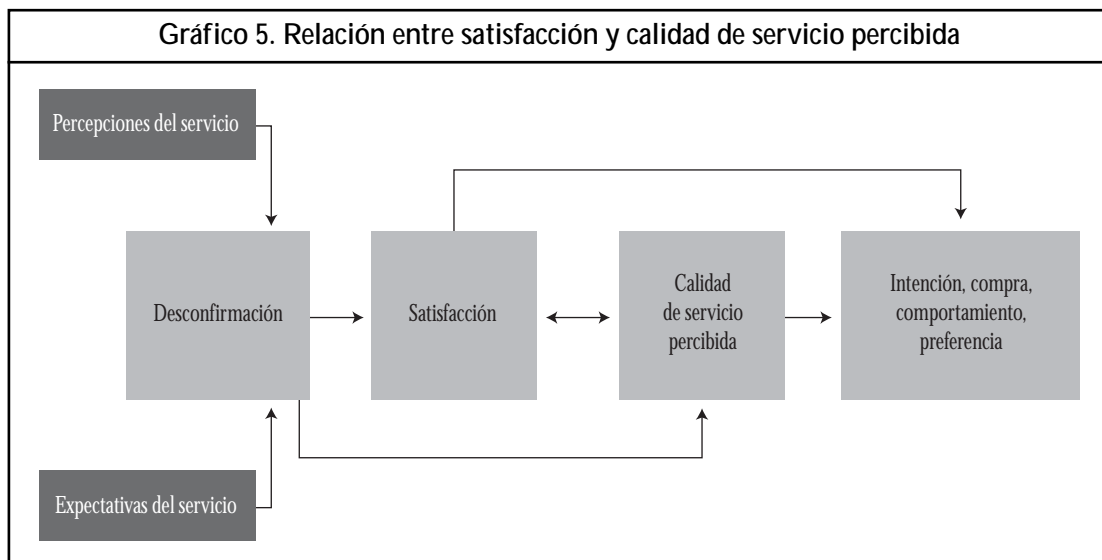 Gráfico 5. Relación entre satisfacción y calidad de servicio percibida
Percepciones del servicio
Desconfirmación
Satisfacción
Calidad
de servicio
percibida
Intención, compra,
comportamiento,
preferencia
Expectativas del servicio